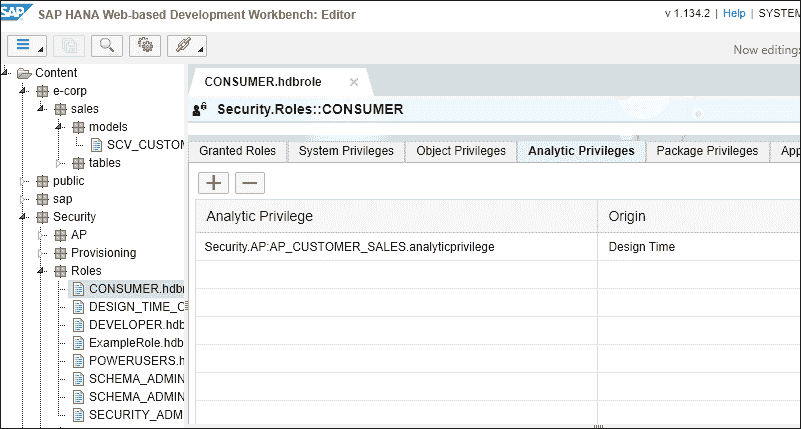 SAP SAP HANA Web-based Development Workbench: Editor v 1.134.2 | Help | SYSTEM
Now editing:
Content
e-corp
sales
models
SCV_CUSTOM
tables
public
sap
Security
AP
Provisioning
Roles
CONSUMER.hdbr
DESIGN_TIME_C
DEVELOPER.hdb
ExampleRole.hdb
POWERUSERS.h
SCHEMA_ADMIN
SCHEMA_ADMIN
SECURITY_ADM
CONSUMER.hdbrole ×
Security.Roles::CONSUMER
Granted Roles System Privileges Object Privileges Analytic Privileges Package Privileges App
Analytic Privilege Origin
Security.AP:AP_CUSTOMER_SALES.analyticprivilege Design Time